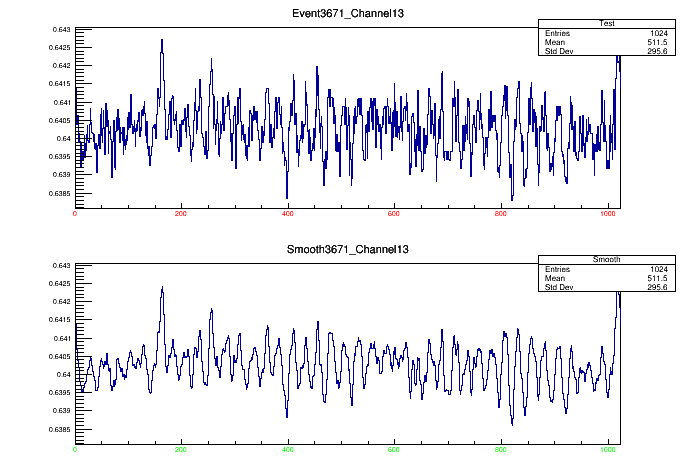 Event3671_Channel13
Test
Entries 1024
Mean 511.5
Std Dev 295.6
0.643
0.6425
0.642
0.6415
0.641
0.6405
0.64
0.6395
0.639
0.6385
0 200 400 600 800 1000
Smooth3671_Channel13
Smooth
Entries 1024
Mean 511.5
Std Dev 295.6
0.643
0.6425
0.642
0.6415
0.641
0.6405
0.64
0.6395
0.639
0.6385
0 200 400 600 800 1000